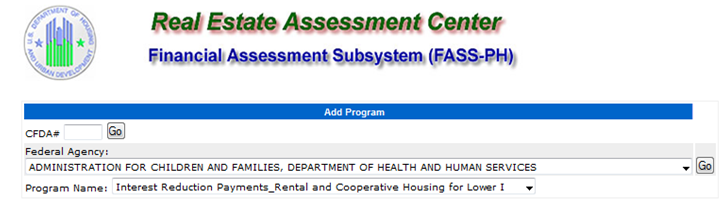 U.S. DEPARTMENT OF HOUSING
AND URBAN DEVELOPMENT
Real Estate Assessment Center
Financial Assessment Subsystem (FASS-PH)
Add Program
CFDA# Go
Federal Agency:
ADMINISTRATION FOR CHILDREN AND FAMILIES, DEPARTMENT OF HEALTH AND HUMAN SERVICES Go
Program Name: Interest Reduction Payments_Rental and Cooperative Housing for Lower I